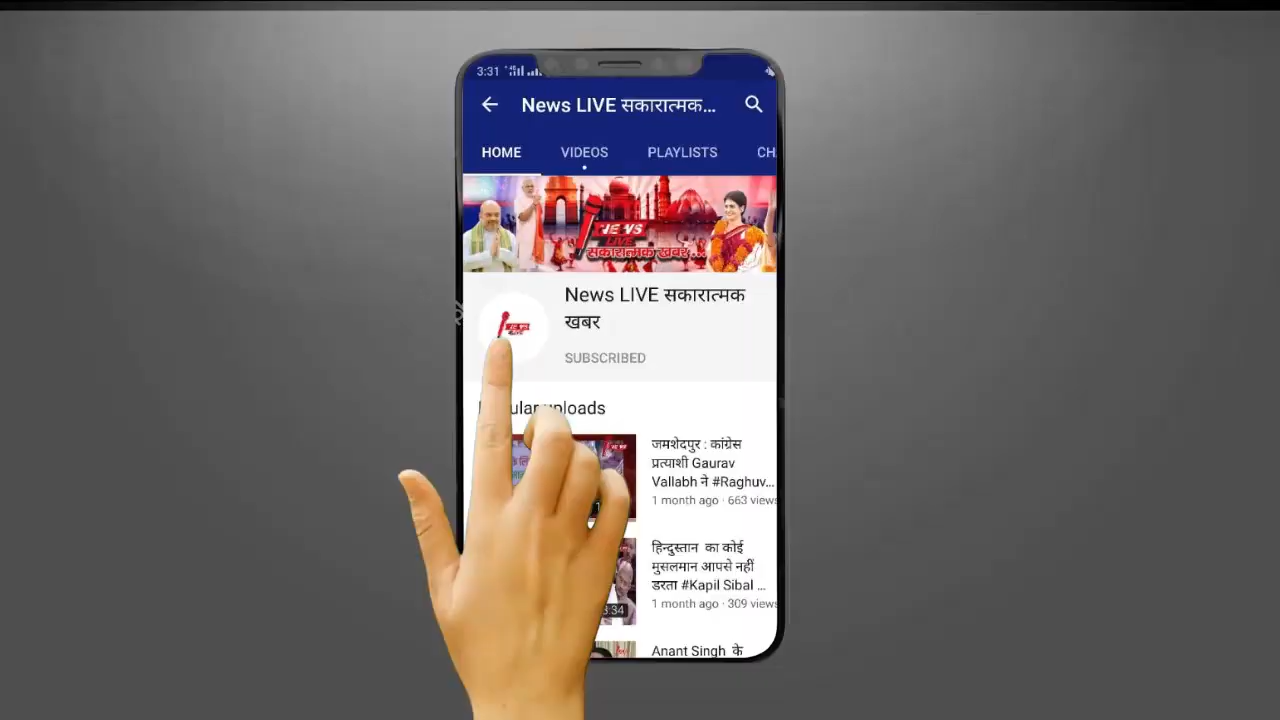 3:31
News LIVE सकारात्मक...
HOME VIDEOS PLAYLISTS CH
NEWS
LIVE
सकारात्मक खबर...
News LIVE सकारात्मक
खबर
NEWS
LIVE
SUBSCRIBED
uploads
जमशेदपुर : कांग्रेस
प्रत्याशी Gaurav
Vallabh ने #Raghuv...
1 month ago · 663 views
हिन्दुस्तान का कोई
मुसलमान आपसे नहीं
डरता #Kapil Sibal ...
1 month ago · 309 views
3:34
Anant Singh के